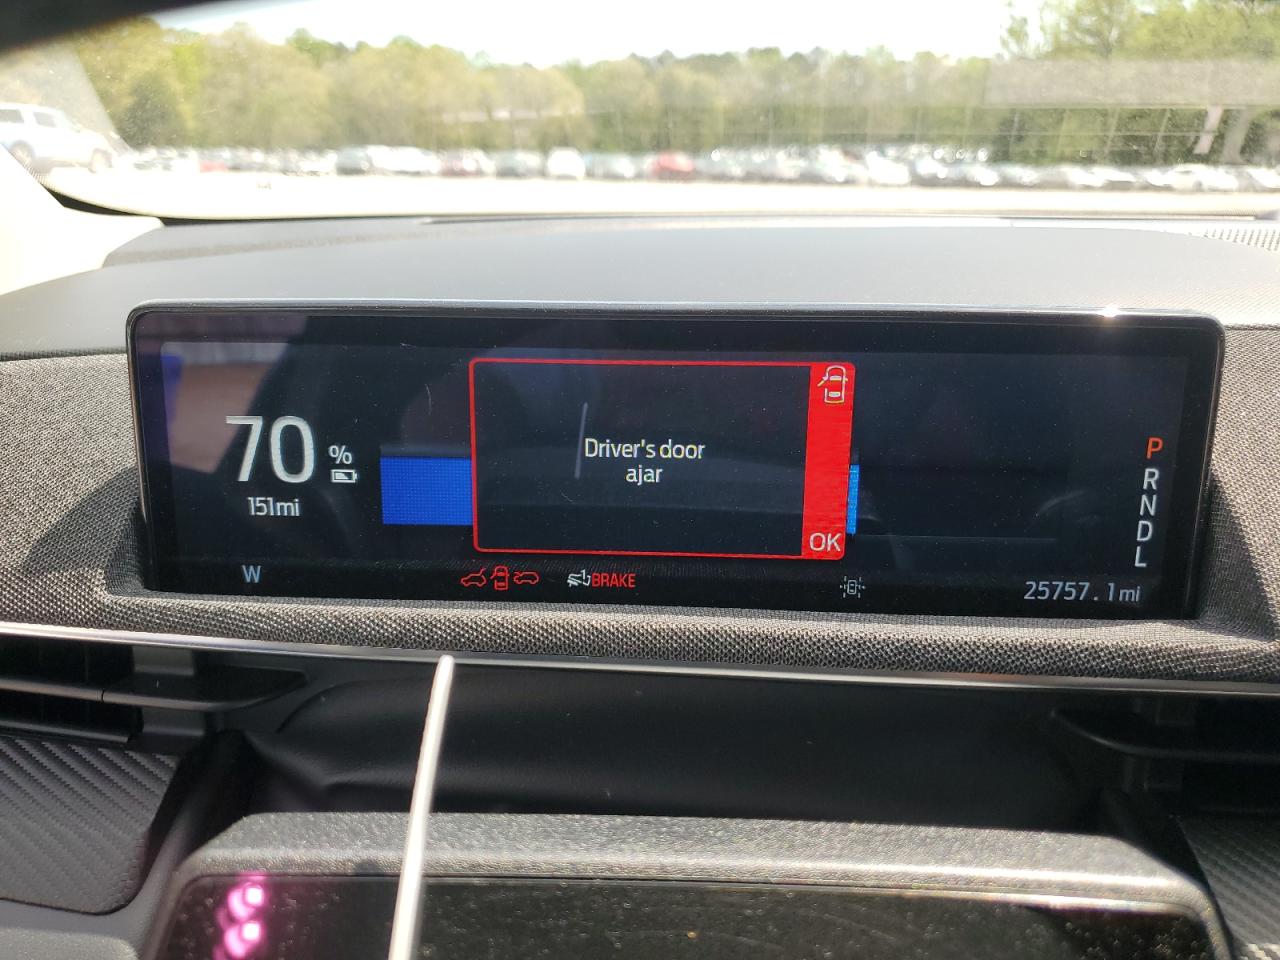 70 %
151mi
Driver's door
ajar
OK
P
R
N
D
L
W
BRAKE
25757.1mi